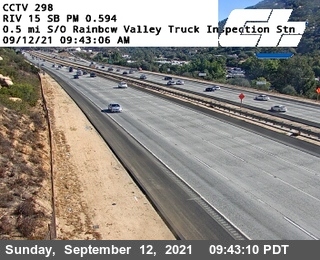 CCTV 298
RIV 15 SB PM 0.594
0.5 mi S/O Rainbcw Valley Truck Inspection Stn
09/12/21 09:43:06 AM
Sunday, September 12, 2021 09:43:10 PDT